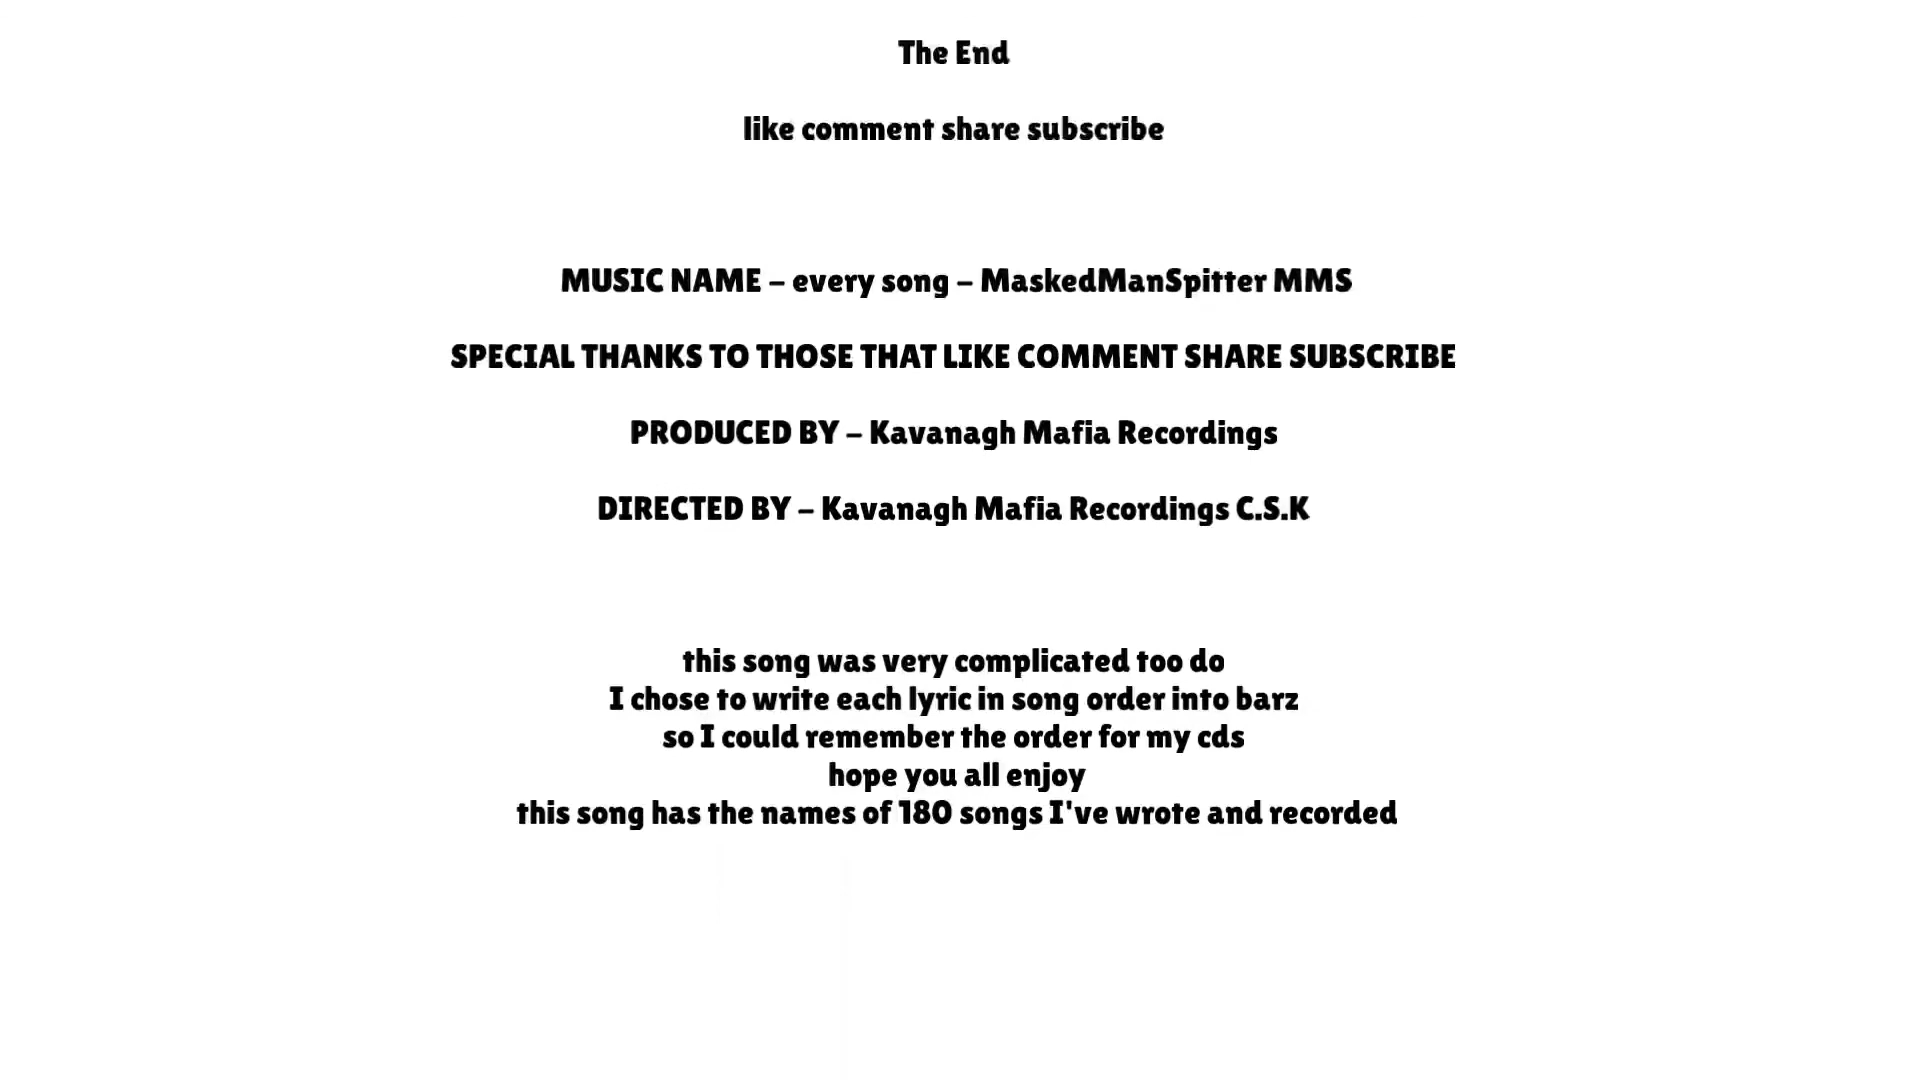 The End
like comment share subscribe
MUSIC NAME - every song - MaskedManSpitter MMS
SPECIAL THANKS TO THOSE THAT LIKE COMMENT SHARE SUBSCRIBE
PRODUCED BY - Kavanagh Mafia Recordings
DIRECTED BY - Kavanagh Mafia Recordings C.S.K
this song was very complicated too do
I chose to write each lyric in song order into barz
so I could remember the order for my cds
hope you all enjoy
this song has the names of 180 songs I've wrote and recorded